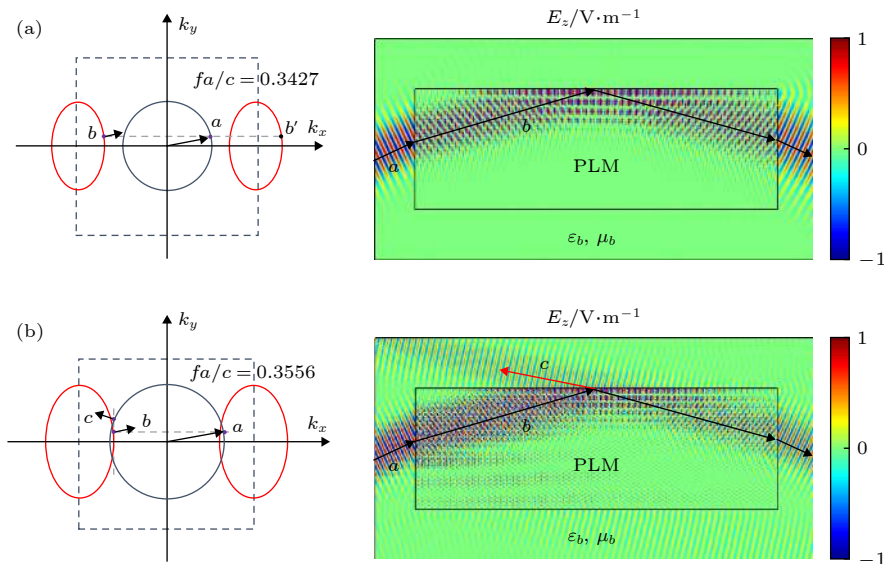 (a)
k_y
fa/c=0.3427
b
a
b′
k_x
E_z/V·m⁻¹
a
b
PLM
ε_b, μ_b
1
0
−1
(b)
k_y
fa/c=0.3556
c
b
a
k_x
E_z/V·m⁻¹
c
a
b
PLM
ε_b, μ_b
1
0
−1